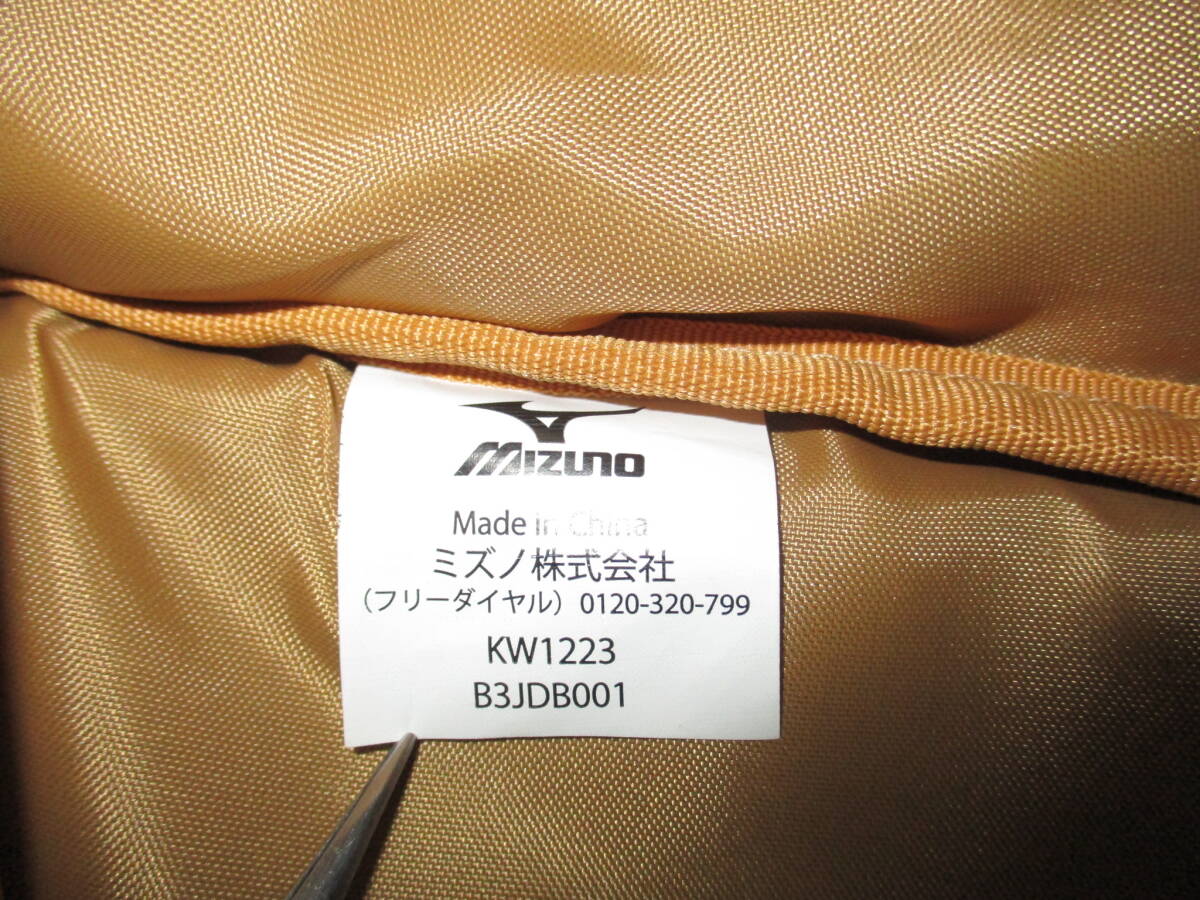 Mizuno
Made in China
ミズノ株式会社
（フリーダイヤル）0120-320-799
KW1223
B3JDB001